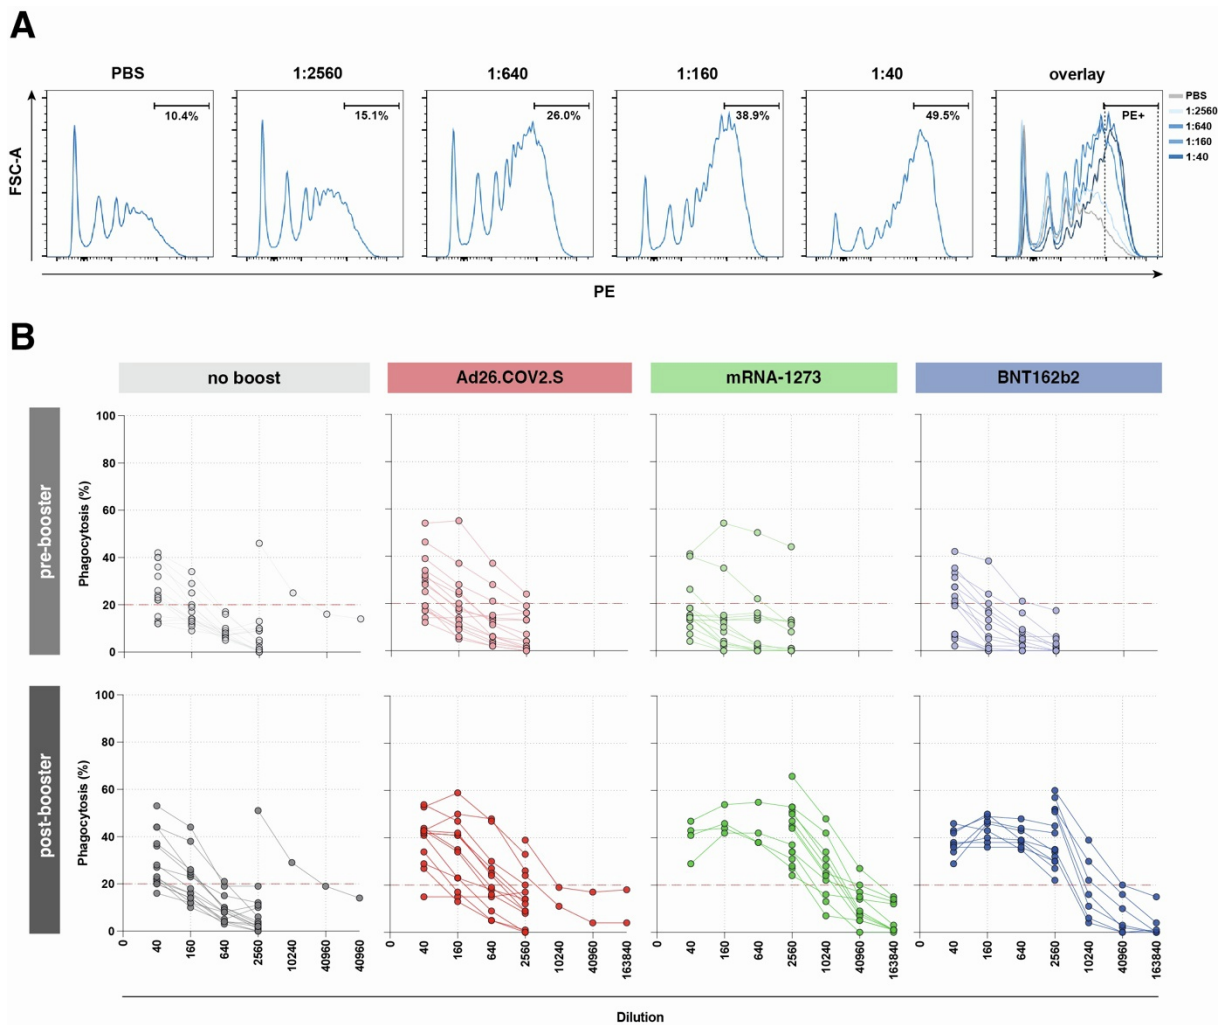 A
PBS 1:2560 1:640 1:160 1:40 overlay
10.4% 15.1% 26.0% 38.9% 49.5% PE+
PBS
1:2560
1:640
1:160
1:40
FSC-A
PE
B
no boost Ad26.COV2.S mRNA-1273 BNT162b2
pre-booster
Phagocytosis (%)
100
80
60
40
20
0
post-booster
Phagocytosis (%)
100
80
60
40
20
0
0 40 160 640 2560 10240 40960 40960
0 40 160 640 2560 10240 40960 163840
0 40 160 640 2560 10240 40960 163840
0 40 160 640 2560 10240 40960 163840
Dilution